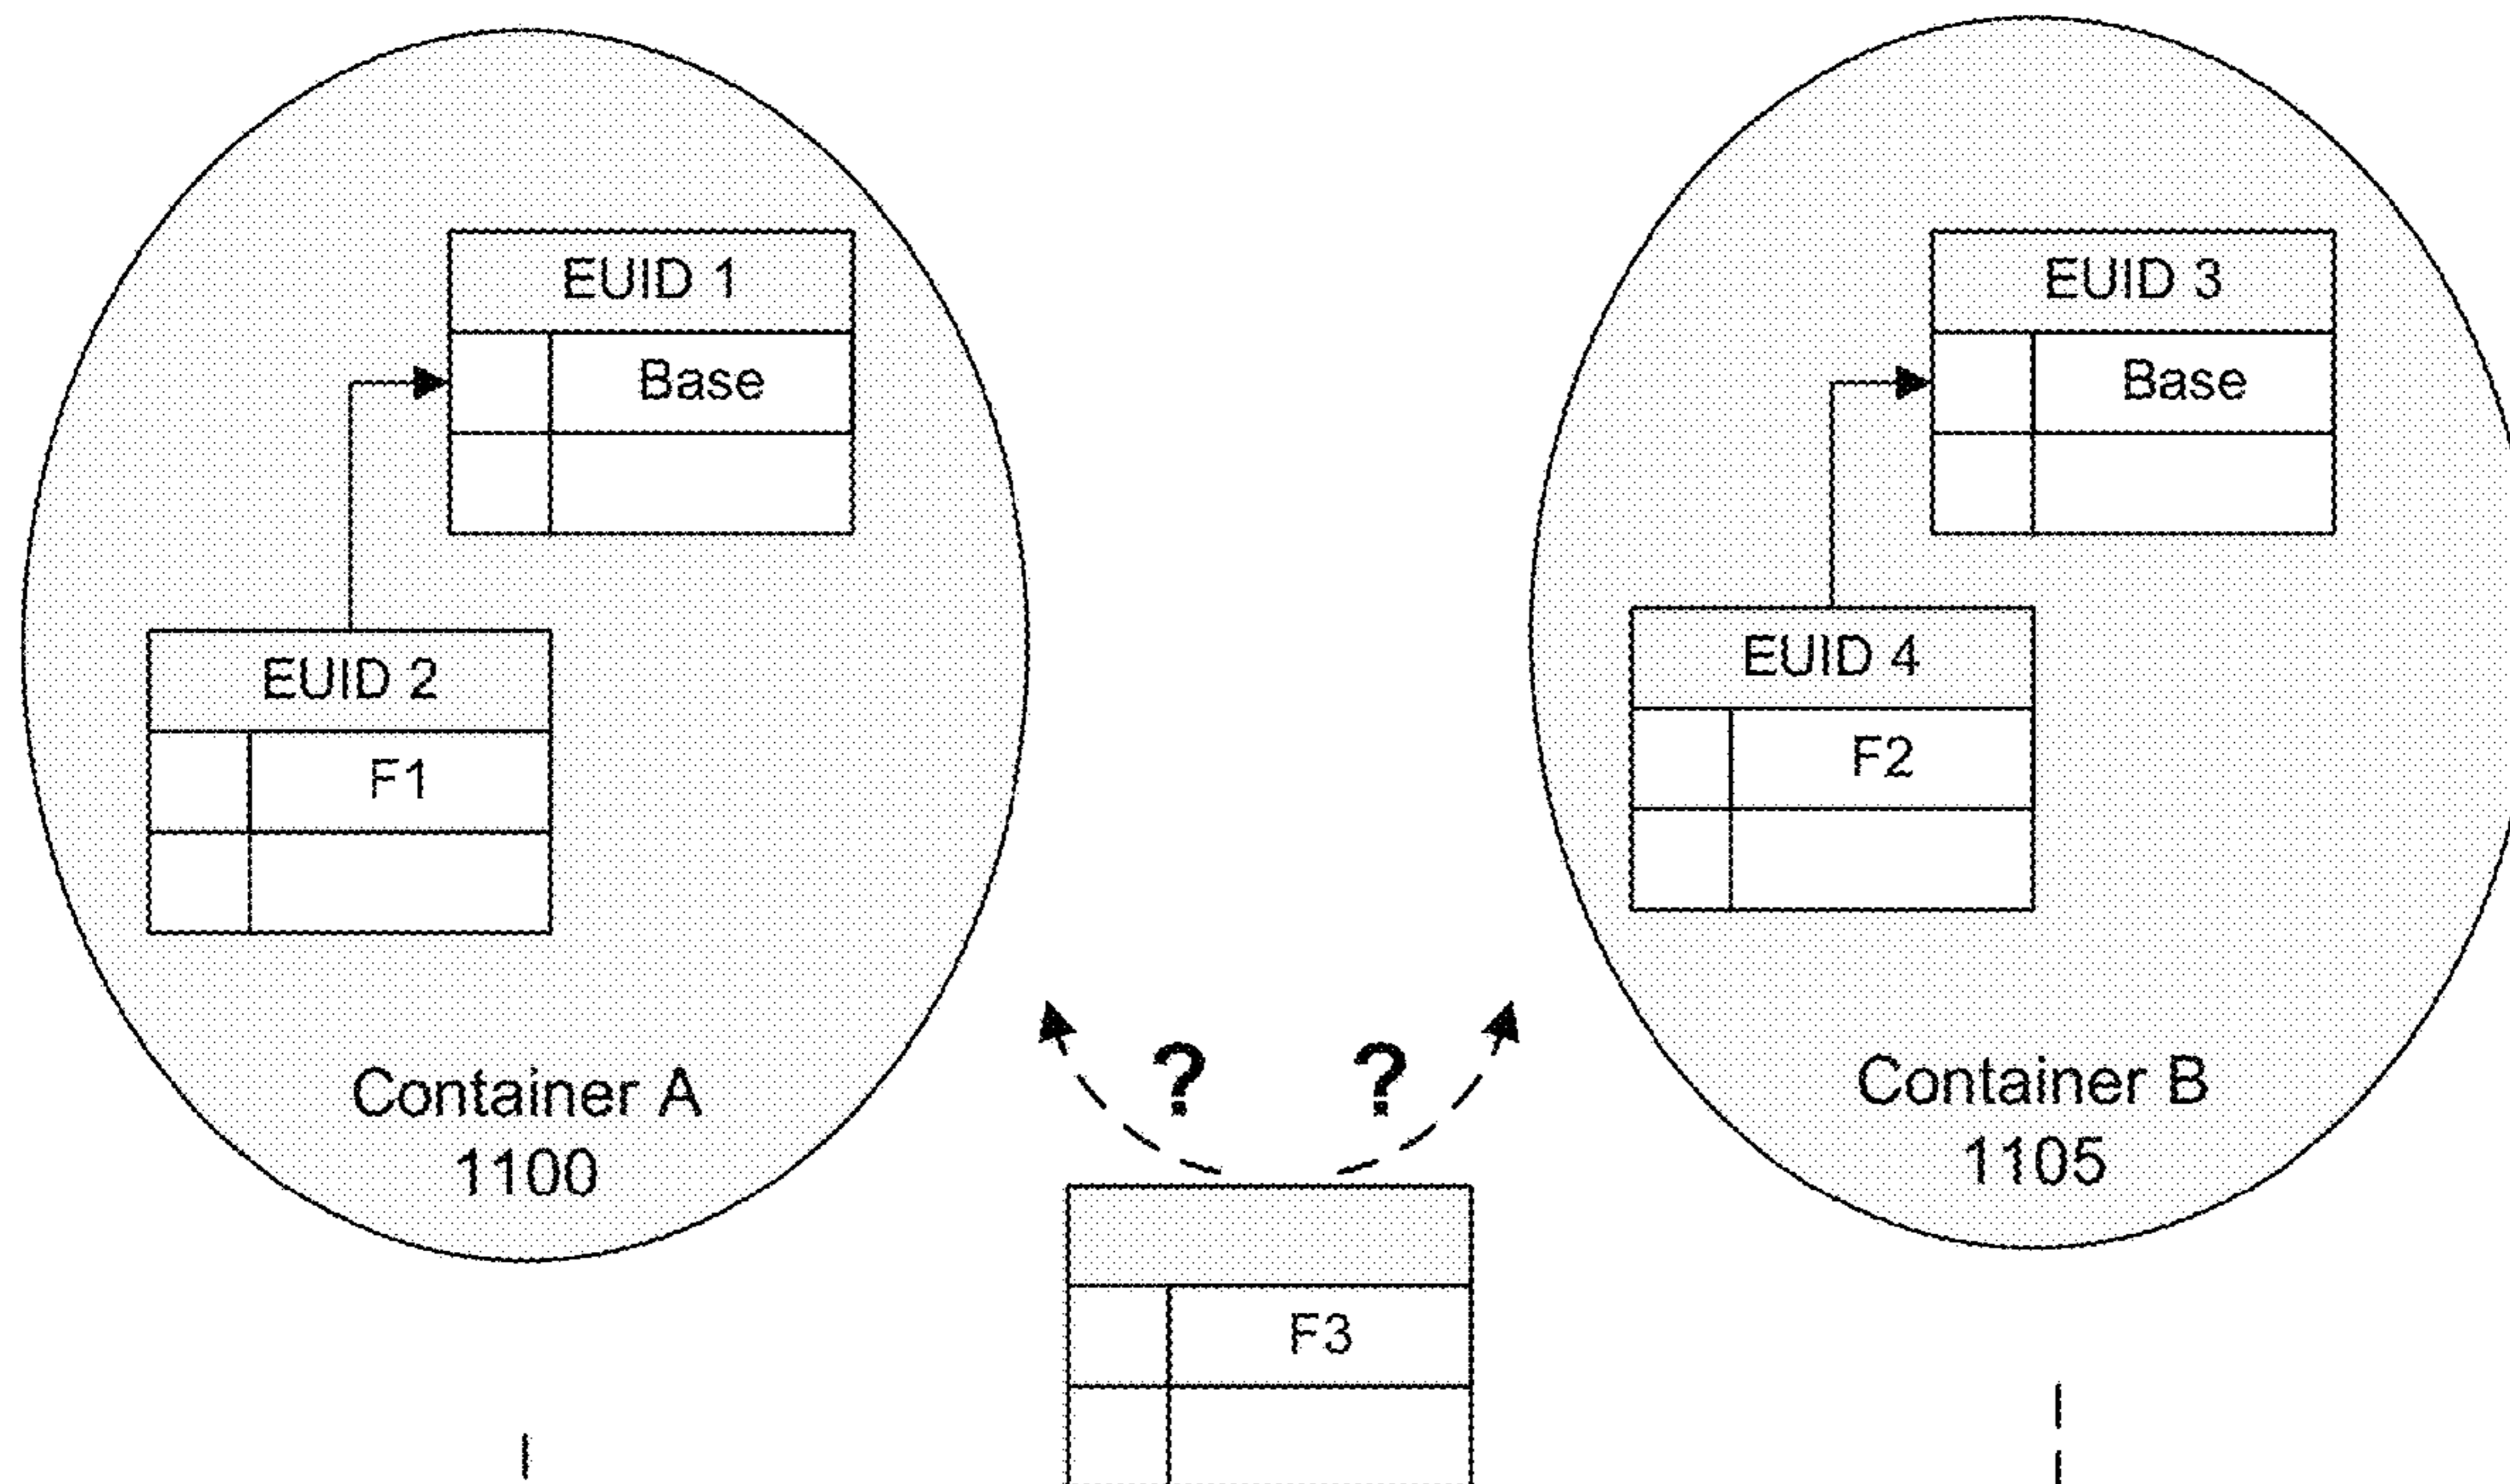 EUID 1
Base
EUID 2
F1
Container A
1100
EUID 3
Base
EUID 4
F2
Container B
1105
? ?
F3